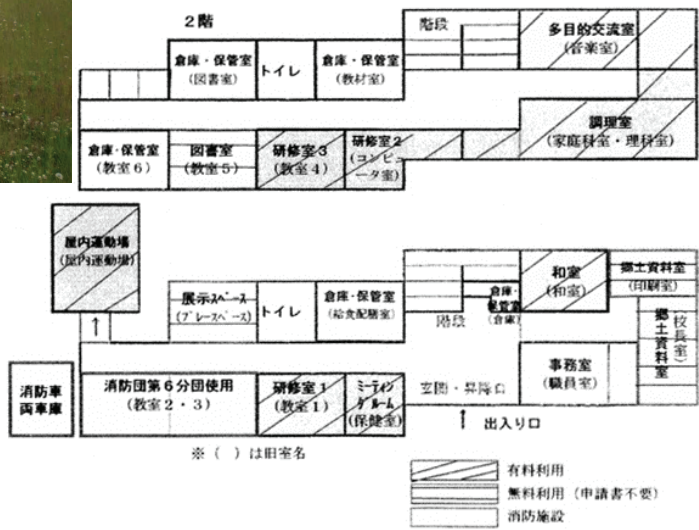 ２階
階段
多目的交流室
(音楽室)
倉庫・保管室
(図書室)
トイレ
倉庫・保管室
(教材室)
調理室
(家庭科室・理科室)
倉庫・保管室
(教室６)
図書室
(教室５)
研修室３
(教室４)
研修室２
(コンピュ
ータ室)
屋内運動場
(屋内運動場)
↑
展示スペース
(プレースペース)
トイレ
倉庫・保管室
(給食配膳室)
階段
倉庫・
保管室
(倉庫)
和室
(和室)
郷土資料室
(印刷室)
郷土資料室
(校長室)
消防車
両車庫
消防団第６分団使用
(教室２・３)
研修室１
(教室１)
ミーティン
グルーム
(保健室)
玄関・昇降口
事務室
(職員室)
↑ 出入り口
※（ ）は旧室名
有料利用
無料利用（申請書不要）
消防施設